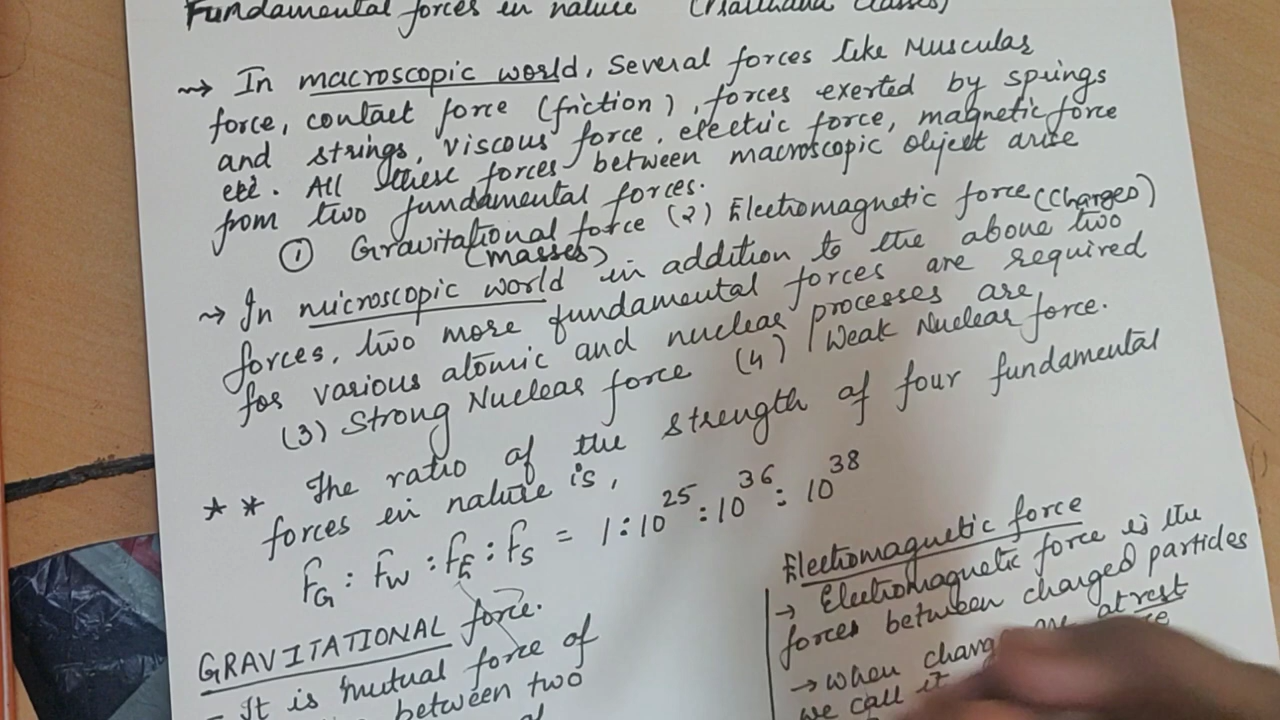 Fundamental forces in nature
⇝ In macroscopic world, Several forces like Muscular
force, contact force (friction), forces exerted by springs
and strings, viscous force, electric force, magnetic force
etc. All these forces between macroscopic object arise
from two fundamental forces.
① Gravitational force (2) Electromagnetic force (charges)
(masses)
⇝ In microscopic world in addition to the above two
forces, two more fundamental forces are required
for various atomic and nuclear processes are,
(3) Strong Nuclear force (4) Weak Nuclear force.
** The ratio of the strength of four fundamental
forces in nature is,
F_G : F_W : F_E : F_S = 1 : 10^25 : 10^36 : 10^38
GRAVITATIONAL force.
- It is mutual force of
between two
Electromagnetic force
→ Electromagnetic force is the
forces between charged particles
→ when at rest
we call it